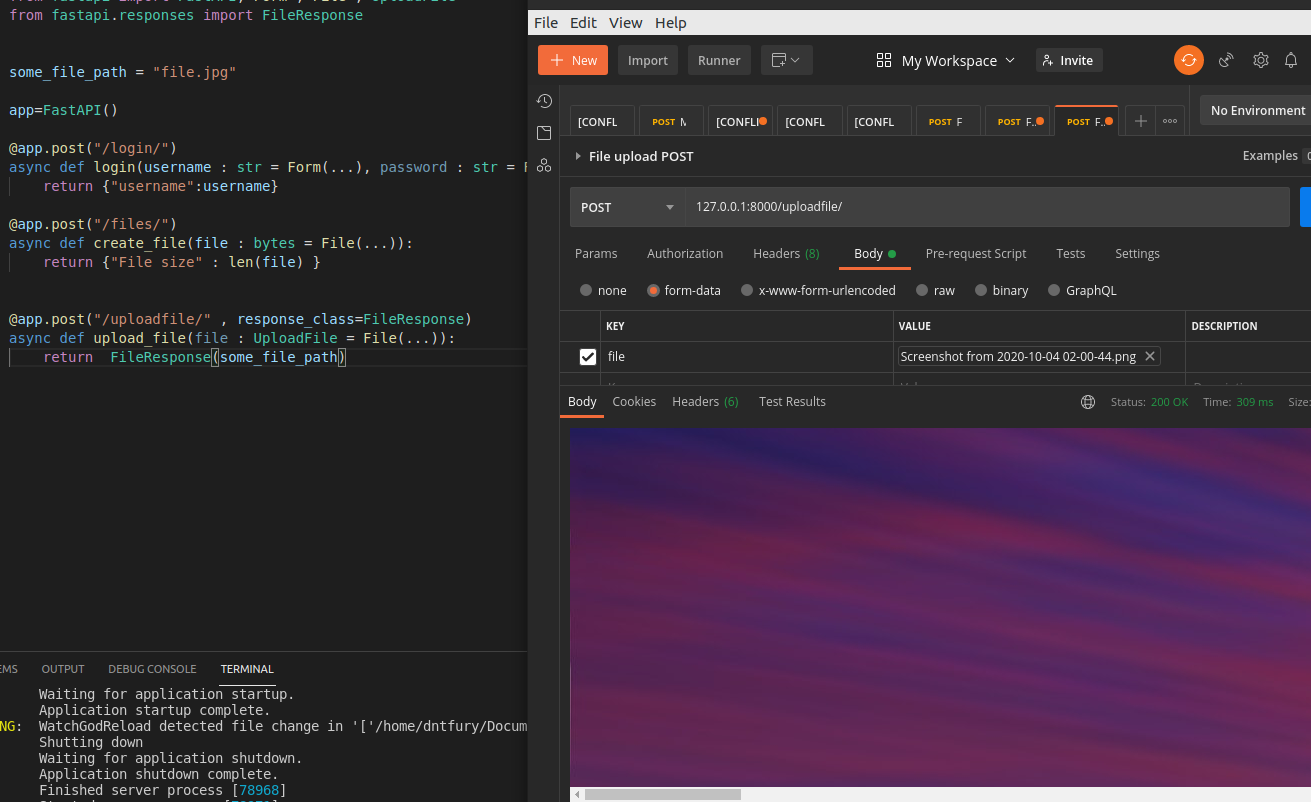 from fastapi import FastAPI, Form , File , UploadFile
from fastapi.responses import FileResponse
some_file_path = "file.jpg"
app=FastAPI()
@app.post("/login/")
async def login(username : str = Form(...), password : str = F
return {"username":username}
@app.post("/files/")
async def create_file(file : bytes = File(...)):
return {"File size" : len(file) }
@app.post("/uploadfile/" , response_class=FileResponse)
async def upload_file(file : UploadFile = File(...)):
return  FileResponse(some_file_path)
EMS OUTPUT DEBUG CONSOLE TERMINAL
Waiting for application startup.
Application startup complete.
NG: WatchGodReload detected file change in '['/home/dntfury/Docum
Shutting down
Waiting for application shutdown.
Application shutdown complete.
Finished server process [78968]
File Edit View Help
+ New Import Runner My Workspace Invite
[CONFL POST M [CONFLI [CONFL [CONFL POST F POST F.. POST F.. No Environment
File upload POST Examples 0
POST 127.0.0.1:8000/uploadfile/
Params Authorization Headers (8) Body Pre-request Script Tests Settings
none form-data x-www-form-urlencoded raw binary GraphQL
KEY VALUE DESCRIPTION
file Screenshot from 2020-10-04 02-00-44.png
Body Cookies Headers (6) Test Results Status: 200 OK Time: 309 ms Size: